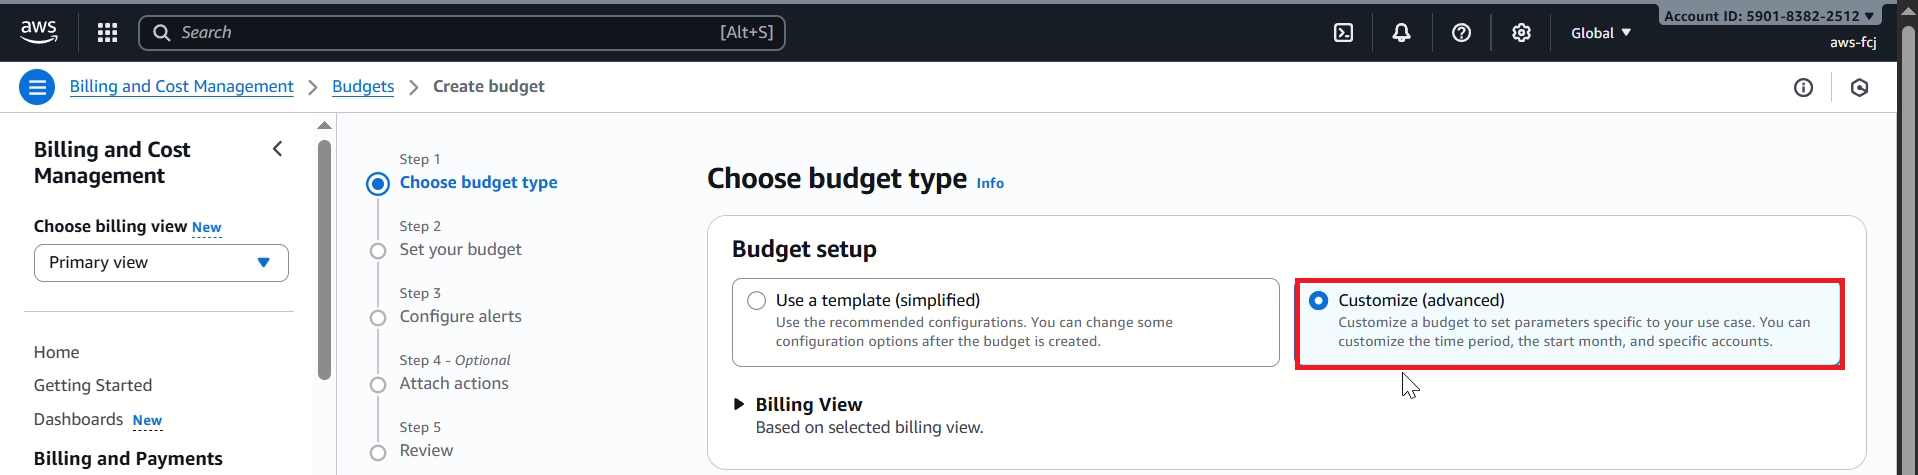 aws
Search
[Alt+S]
Global
Account ID: 5901-8382-2512
aws-fcj
Billing and Cost Management
Budgets
Create budget
Billing and Cost
Management
Choose billing view New
Primary view
Home
Getting Started
Dashboards New
Billing and Payments
Step 1
Choose budget type
Step 2
Set your budget
Step 3
Configure alerts
Step 4 - Optional
Attach actions
Step 5
Review
Choose budget type Info
Budget setup
Use a template (simplified)
Use the recommended configurations. You can change some
configuration options after the budget is created.
Customize (advanced)
Customize a budget to set parameters specific to your use case. You can
customize the time period, the start month, and specific accounts.
Billing View
Based on selected billing view.